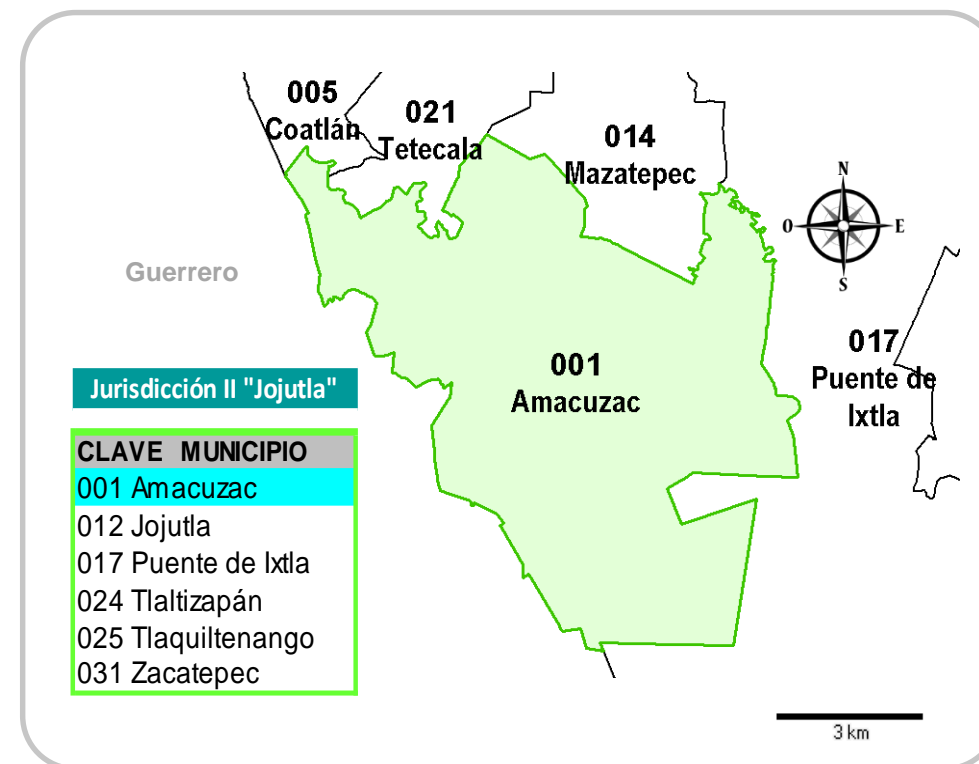 005
Coatlán
021
Tetecala
014
Mazatepec
N
O
E
S
Guerrero
017
Puente de
Ixtla
001
Amacuzac
Jurisdicción II "Jojutla"
CLAVE MUNICIPIO
001 Amacuzac
012 Jojutla
017 Puente de Ixtla
024 Tlaltizapán
025 Tlaquiltenango
031 Zacatepec
3 km